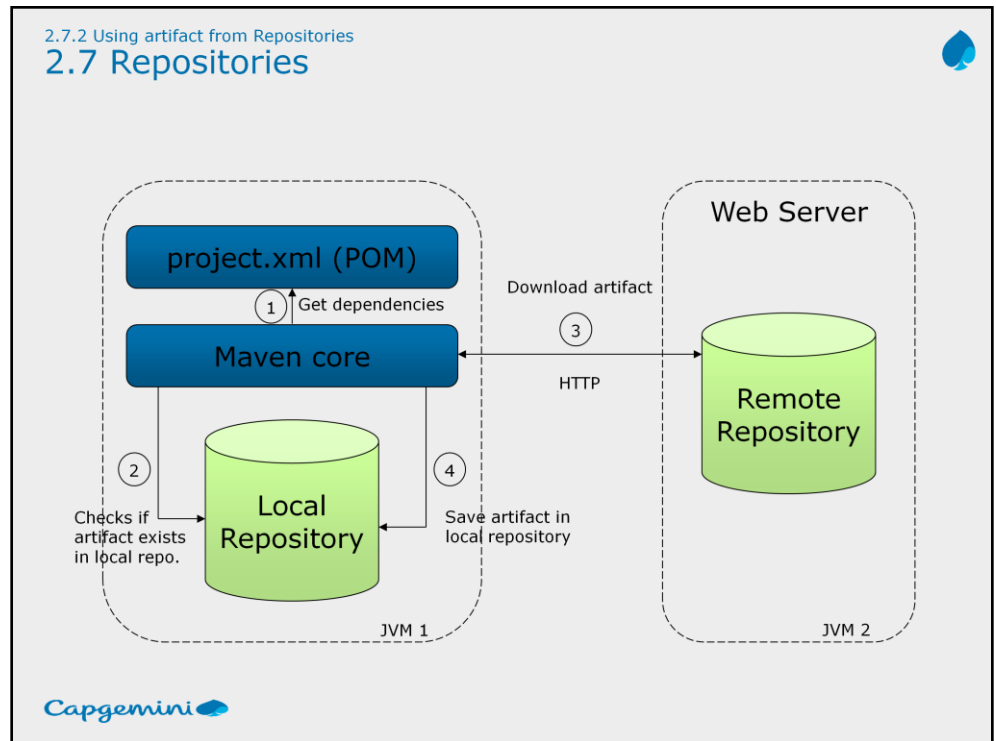 2.7.2 Using artifact from Repositories
2.7 Repositories
project.xml (POM)
1
Get dependencies
Maven core
2
Checks if
artifact exists
in local repo.
Local
Repository
4
Save artifact in
local repository
JVM 1
Download artifact
3
HTTP
Web Server
Remote
Repository
JVM 2
Capgemini